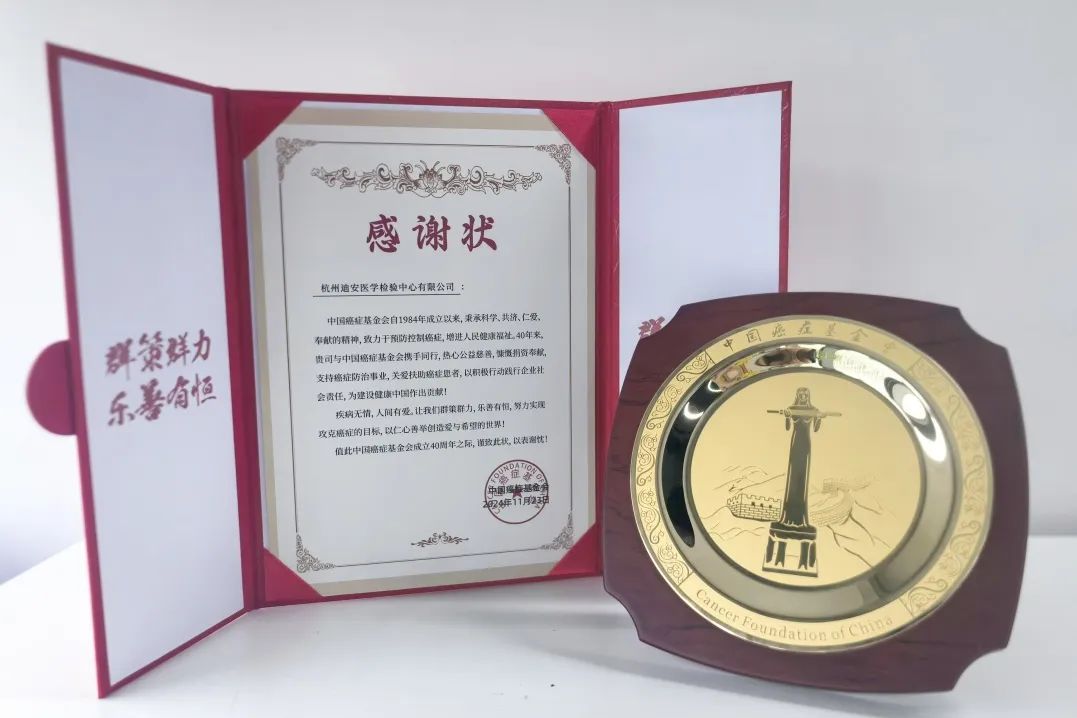 群策群力
乐善有恒
感谢状
杭州迪安医学检验中心有限公司：
中国癌症基金会自1984年成立以来，秉承科学、共济、仁爱、
奉献的精神，致力于预防控制癌症，增进人民健康福祉。40年来，
贵司与中国癌症基金会携手同行，热心公益慈善，慷慨捐资奉献，
支持癌症防治事业，关爱扶助癌症患者，以积极行动践行企业社
会责任，为建设健康中国作出贡献！
疾病无情，人间有爱，让我们群策群力，乐善有恒，努力实现
攻克癌症的目标，以仁心善举创造爱与希望的世界！
值此中国癌症基金会成立40周年之际，谨致此状，以表谢忱！
中国癌症基金会
2024年11月23日
群
中国癌症基金会
Cancer Foundation of China